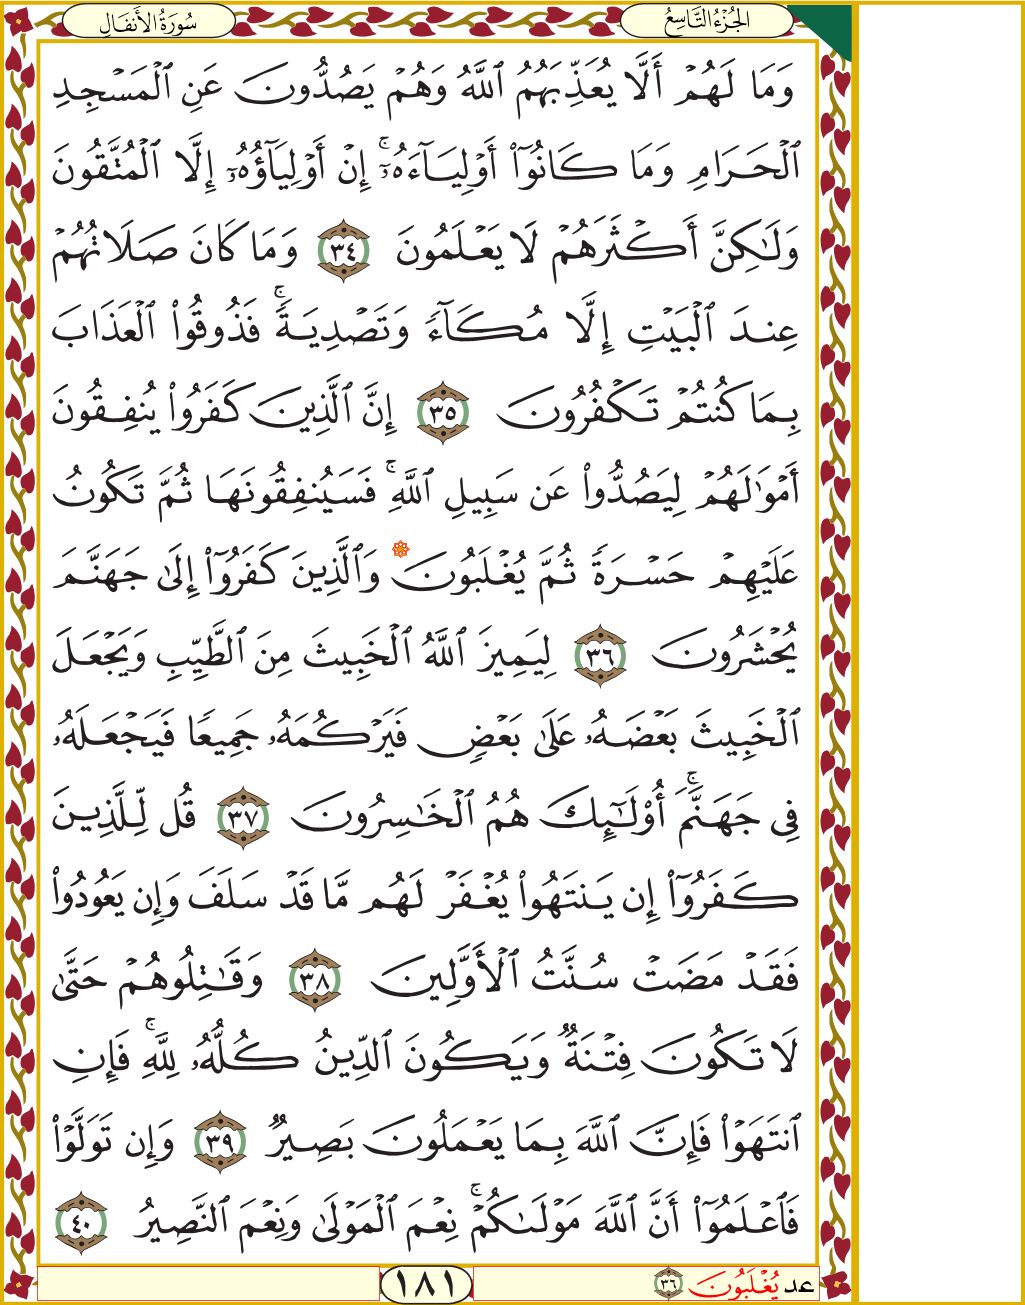 الجُزْءُ التَّاسِعُ
سُورَةُ الأَنفَالِ
وَمَا لَهُمْ أَلَّا يُعَذِّبَهُمُ ٱللَّهُ وَهُمْ يَصُدُّونَ عَنِ ٱلْمَسْجِدِ
ٱلْحَرَامِ وَمَا كَانُوٓا۟ أَوْلِيَآءَهُۥٓ ۚ إِنْ أَوْلِيَآؤُهُۥٓ إِلَّا ٱلْمُتَّقُونَ
وَلَـٰكِنَّ أَكْثَرَهُمْ لَا يَعْلَمُونَ ٣٤ وَمَا كَانَ صَلَاتُهُمْ
عِندَ ٱلْبَيْتِ إِلَّا مُكَآءً وَتَصْدِيَةً ۚ فَذُوقُوا۟ ٱلْعَذَابَ
بِمَا كُنتُمْ تَكْفُرُونَ ٣٥ إِنَّ ٱلَّذِينَ كَفَرُوا۟ يُنفِقُونَ
أَمْوَٰلَهُمْ لِيَصُدُّوا۟ عَن سَبِيلِ ٱللَّهِ ۚ فَسَيُنفِقُونَهَا ثُمَّ تَكُونُ
عَلَيْهِمْ حَسْرَةً ثُمَّ يُغْلَبُونَ وَٱلَّذِينَ كَفَرُوٓا۟ إِلَىٰ جَهَنَّمَ
يُحْشَرُونَ ٣٦ لِيَمِيزَ ٱللَّهُ ٱلْخَبِيثَ مِنَ ٱلطَّيِّبِ وَيَجْعَلَ
ٱلْخَبِيثَ بَعْضَهُۥ عَلَىٰ بَعْضٍ فَيَرْكُمَهُۥ جَمِيعًا فَيَجْعَلَهُۥ
فِى جَهَنَّمَ ۚ أُو۟لَـٰٓئِكَ هُمُ ٱلْخَـٰسِرُونَ ٣٧ قُل لِّلَّذِينَ
كَفَرُوٓا۟ إِن يَنتَهُوا۟ يُغْفَرْ لَهُم مَّا قَدْ سَلَفَ وَإِن يَعُودُوا۟
فَقَدْ مَضَتْ سُنَّتُ ٱلْأَوَّلِينَ ٣٨ وَقَـٰتِلُوهُمْ حَتَّىٰ
لَا تَكُونَ فِتْنَةٌ وَيَكُونَ ٱلدِّينُ كُلُّهُۥ لِلَّهِ ۚ فَإِنِ
ٱنتَهَوْا۟ فَإِنَّ ٱللَّهَ بِمَا يَعْمَلُونَ بَصِيرٌ ٣٩ وَإِن تَوَلَّوْا۟
فَٱعْلَمُوٓا۟ أَنَّ ٱللَّهَ مَوْلَىٰكُمْ ۚ نِعْمَ ٱلْمَوْلَىٰ وَنِعْمَ ٱلنَّصِيرُ ٤٠
عد يُغْلَبُونَ ٣٦
١٨١